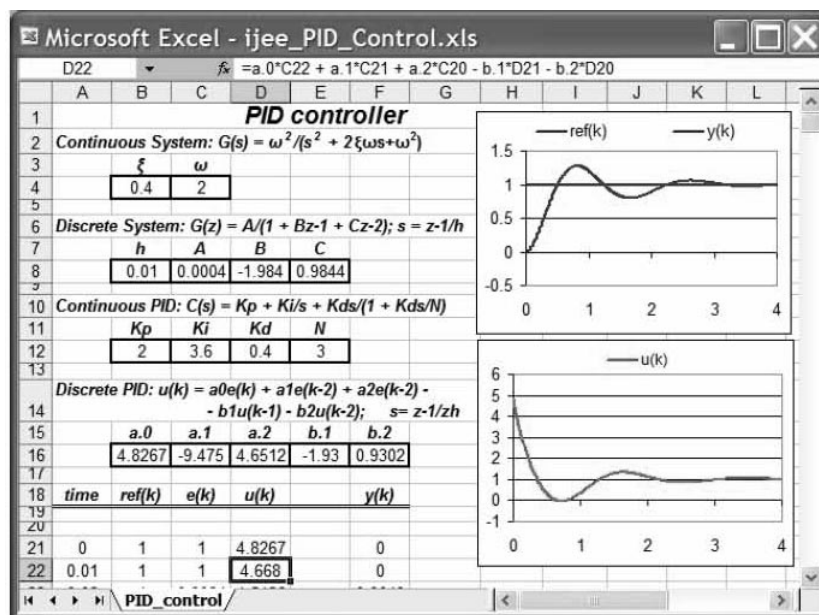 Microsoft Excel - ijee_PID_Control.xls
D22 fx =a.0*C22 + a.1*C21 + a.2*C20 - b.1*D21 - b.2*D20
A B C D E F G H I J K L
1 PID controller
2 Continuous System: G(s) = ω²/(s² + 2ξωs+ω²)
3 ξ ω
4 0.4 2
5
6 Discrete System: G(z) = A/(1 + Bz-1 + Cz-2); s = z-1/h
7 h A B C
8 0.01 0.0004 -1.984 0.9844
9
10 Continuous PID: C(s) = Kp + Ki/s + Kds/(1 + Kds/N)
11 Kp Ki Kd N
12 2 3.6 0.4 3
13
Discrete PID: u(k) = a0e(k) + a1e(k-2) + a2e(k-2) -
14 - b1u(k-1) - b2u(k-2); s= z-1/zh
15 a.0 a.1 a.2 b.1 b.2
16 4.8267 -9.475 4.6512 -1.93 0.9302
17
18 time ref(k) e(k) u(k) y(k)
19
20
21 0 1 1 4.8267 0
22 0.01 1 1 4.668 0
PID_control
ref(k) y(k)
1.5
1
0.5
0
-0.5
0 1 2 3 4
u(k)
6
5
4
3
2
1
0
-1
0 1 2 3 4